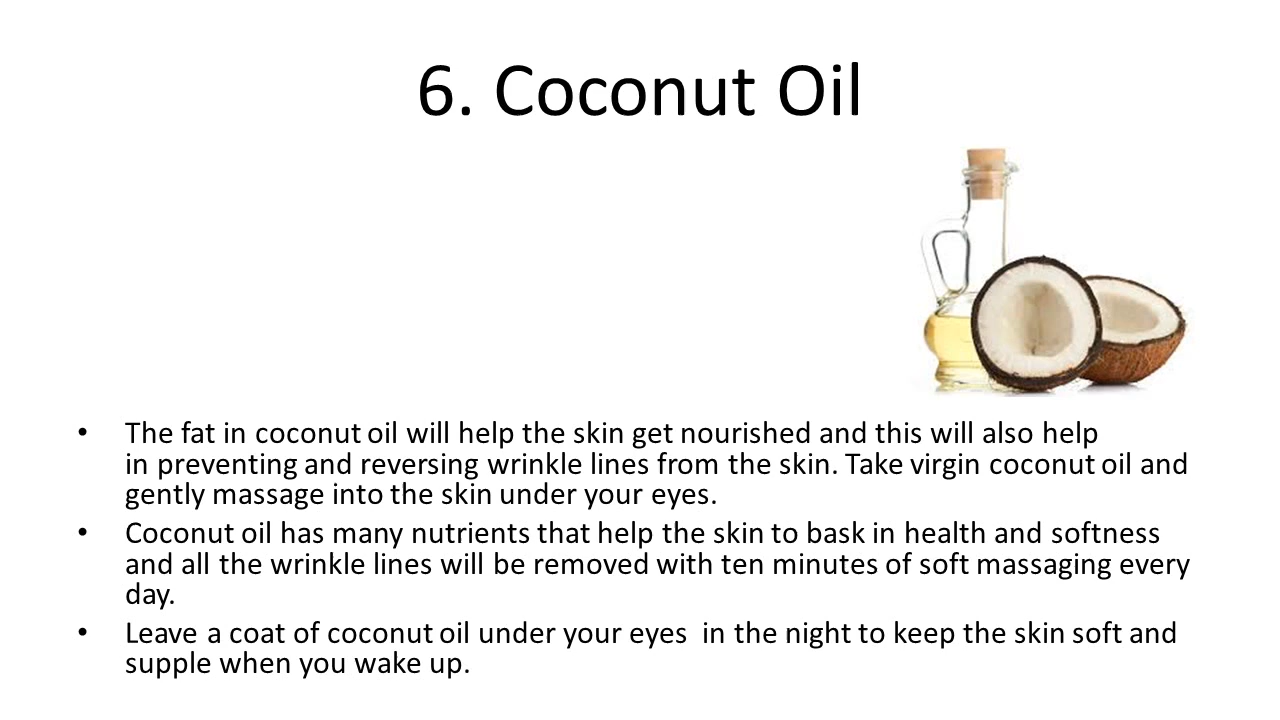 6. Coconut Oil
• The fat in coconut oil will help the skin get nourished and this will also help
in preventing and reversing wrinkle lines from the skin. Take virgin coconut oil and
gently massage into the skin under your eyes.
• Coconut oil has many nutrients that help the skin to bask in health and softness
and all the wrinkle lines will be removed with ten minutes of soft massaging every
day.
• Leave a coat of coconut oil under your eyes  in the night to keep the skin soft and
supple when you wake up.